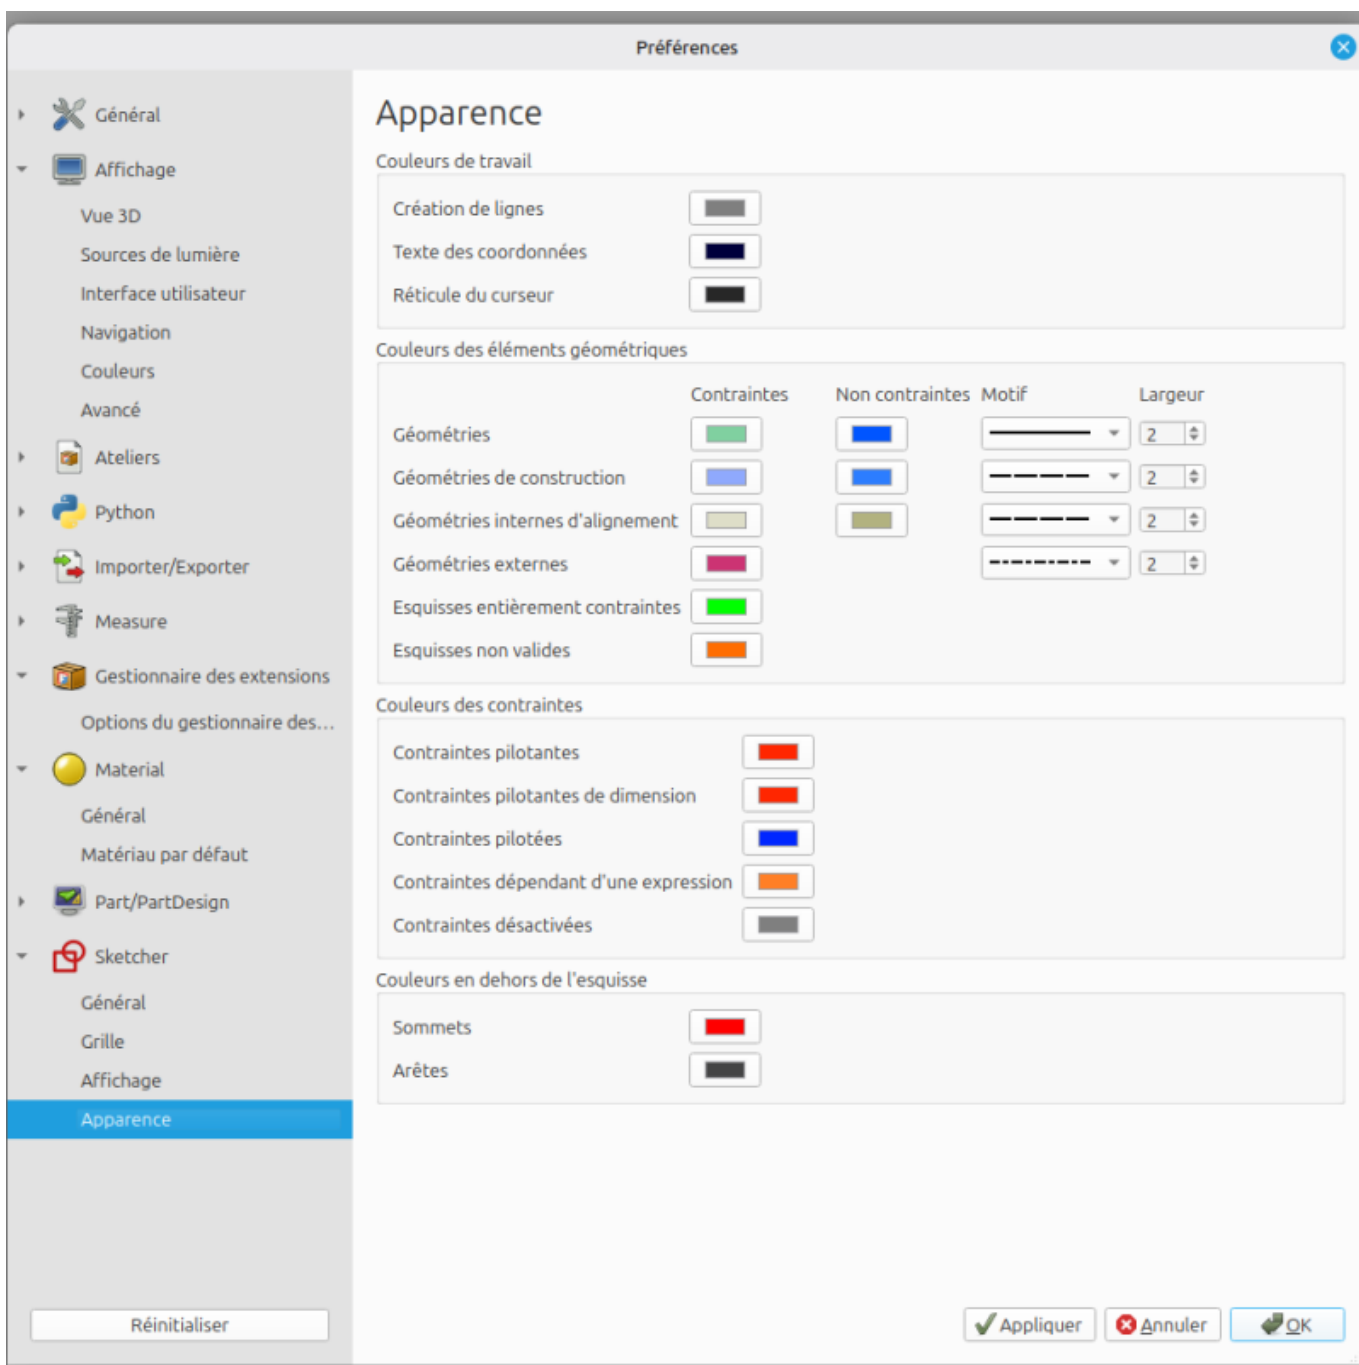 Préférences
Général
Affichage
Vue 3D
Sources de lumière
Interface utilisateur
Navigation
Couleurs
Avancé
Ateliers
Python
Importer/Exporter
Measure
Gestionnaire des extensions
Options du gestionnaire des...
Material
Général
Matériau par défaut
Part/PartDesign
Sketcher
Général
Grille
Affichage
Apparence
Réinitialiser
Apparence
Couleurs de travail
Création de lignes
Texte des coordonnées
Réticule du curseur
Couleurs des éléments géométriques
Contraintes Non contraintes Motif Largeur
Géométries 2
Géométries de construction 2
Géométries internes d'alignement 2
Géométries externes 2
Esquisses entièrement contraintes
Esquisses non valides
Couleurs des contraintes
Contraintes pilotantes
Contraintes pilotantes de dimension
Contraintes pilotées
Contraintes dépendant d'une expression
Contraintes désactivées
Couleurs en dehors de l'esquisse
Sommets
Arêtes
Appliquer Annuler OK